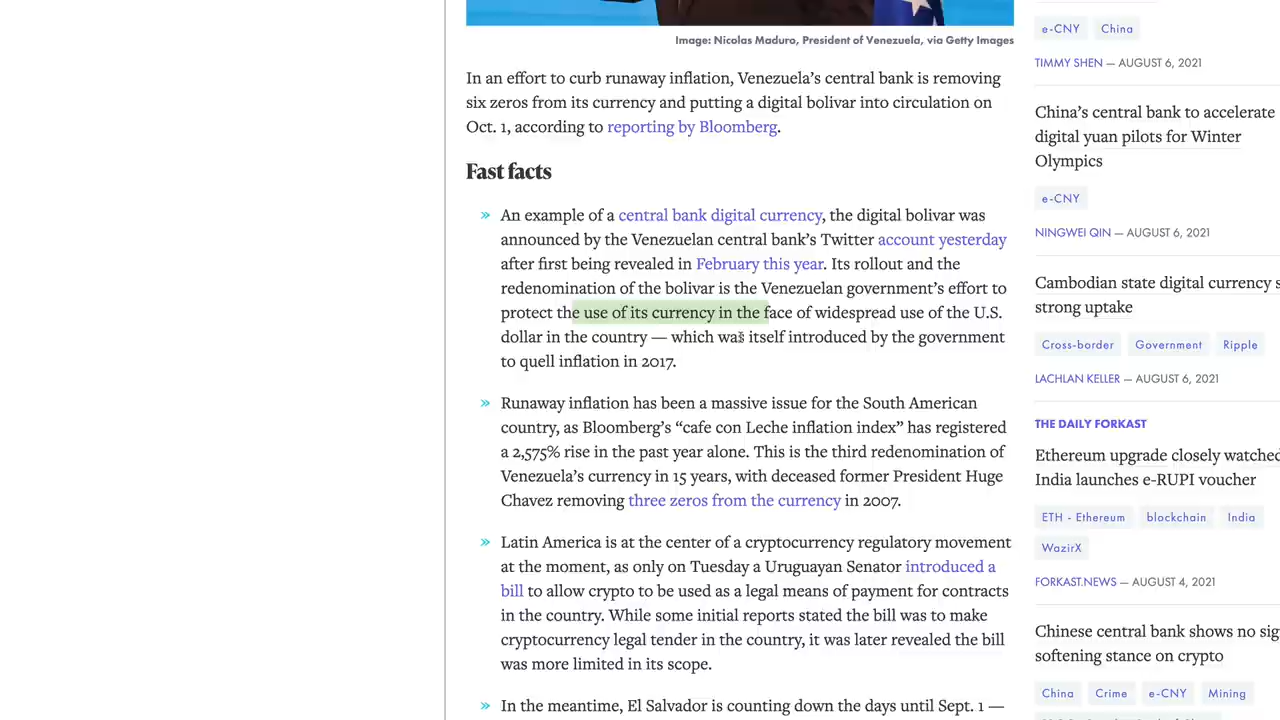 Image: Nicolas Maduro, President of Venezuela, via Getty Images
In an effort to curb runaway inflation, Venezuela's central bank is removing
six zeros from its currency and putting a digital bolivar into circulation on
Oct. 1, according to reporting by Bloomberg.
Fast facts
» An example of a central bank digital currency, the digital bolivar was
announced by the Venezuelan central bank's Twitter account yesterday
after first being revealed in February this year. Its rollout and the
redenomination of the bolivar is the Venezuelan government's effort to
protect the use of its currency in the face of widespread use of the U.S.
dollar in the country — which was itself introduced by the government
to quell inflation in 2017.
» Runaway inflation has been a massive issue for the South American
country, as Bloomberg's “cafe con Leche inflation index” has registered
a 2,575% rise in the past year alone. This is the third redenomination of
Venezuela's currency in 15 years, with deceased former President Huge
Chavez removing three zeros from the currency in 2007.
» Latin America is at the center of a cryptocurrency regulatory movement
at the moment, as only on Tuesday a Uruguayan Senator introduced a
bill to allow crypto to be used as a legal means of payment for contracts
in the country. While some initial reports stated the bill was to make
cryptocurrency legal tender in the country, it was later revealed the bill
was more limited in its scope.
» In the meantime, El Salvador is counting down the days until Sept. 1 —
e-CNY China
TIMMY SHEN — AUGUST 6, 2021
China's central bank to accelerate
digital yuan pilots for Winter
Olympics
e-CNY
NINGWEI QIN — AUGUST 6, 2021
Cambodian state digital currency s
strong uptake
Cross-border Government Ripple
LACHLAN KELLER — AUGUST 6, 2021
THE DAILY FORKAST
Ethereum upgrade closely watched
India launches e-RUPI voucher
ETH - Ethereum blockchain India
WazirX
FORKAST.NEWS — AUGUST 4, 2021
Chinese central bank shows no sig
softening stance on crypto
China Crime e-CNY Mining